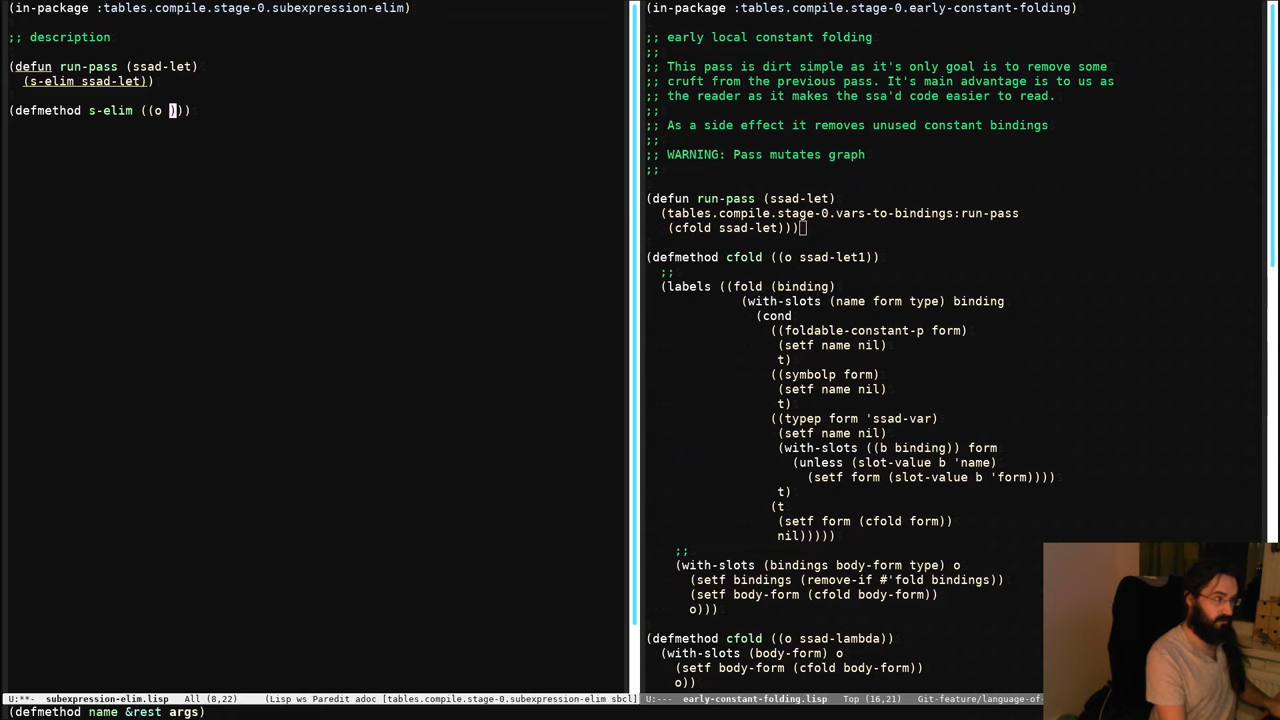 (in-package :tables.compile.stage-0.subexpression-elim)
;; description
(defun run-pass (ssad-let)
(s-elim ssad-let))
(defmethod s-elim ((o )))
U:**-  subexpression-elim.lisp   All (8,22)     (Lisp ws Paredit adoc [tables.compile.stage-0.subexpression-elim sbcl]
(defmethod name &rest args)
(in-package :tables.compile.stage-0.early-constant-folding)
;; early local constant folding
;;
;; This pass is dirt simple as it's only goal is to remove some
;; cruft from the previous pass. It's main advantage is to us as
;; the reader as it makes the ssa'd code easier to read.
;;
;; As a side effect it removes unused constant bindings
;;
;; WARNING: Pass mutates graph
;;
(defun run-pass (ssad-let)
(tables.compile.stage-0.vars-to-bindings:run-pass
(cfold ssad-let)))
(defmethod cfold ((o ssad-let1))
;;
(labels ((fold (binding)
(with-slots (name form type) binding
(cond
((foldable-constant-p form)
(setf name nil)
t)
((symbolp form)
(setf name nil)
t)
((typep form 'ssad-var)
(setf name nil)
(with-slots ((b binding)) form
(unless (slot-value b 'name)
(setf form (slot-value b 'form))))
t)
(t
(setf form (cfold form))
nil)))))
;;
(with-slots (bindings body-form type) o
(setf bindings (remove-if #'fold bindings))
(setf body-form (cfold body-form))
o)))
(defmethod cfold ((o ssad-lambda))
(with-slots (body-form) o
(setf body-form (cfold body-form))
o))
U:---  early-constant-folding.lisp   Top (16,21)     Git-feature/language-of-